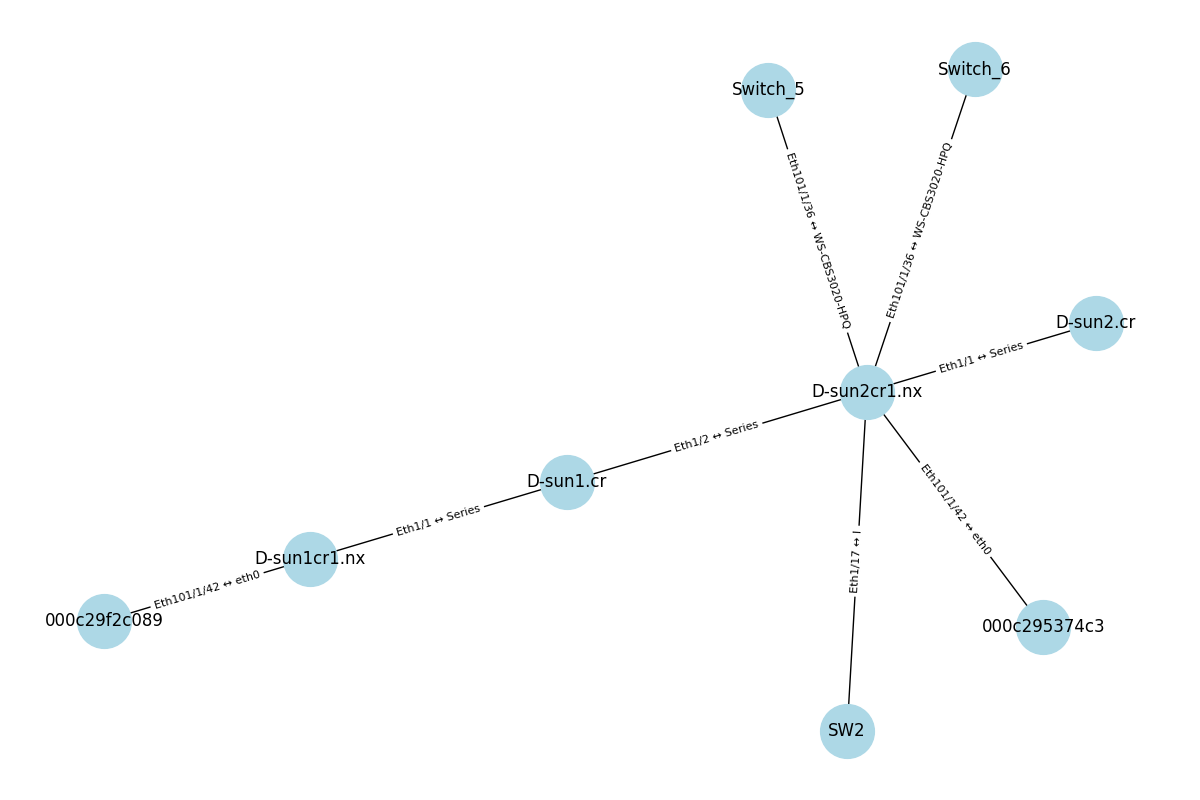 Switch_6
Switch_5
Eth101/1/36 ↔ WS-CBS3020-HPQ
Eth101/1/36 ↔ WS-CBS3020-HPQ
D-sun2.cr
Eth1/1 ↔ Series
D-sun2cr1.nx
Eth1/2 ↔ Series
D-sun1.cr
Eth101/1/42 ↔ eth0
Eth1/1 ↔ Series
D-sun1cr1.nx
Eth1/17 ↔ I
Eth101/1/42 ↔ eth0
000c29f2c089
000c295374c3
SW2